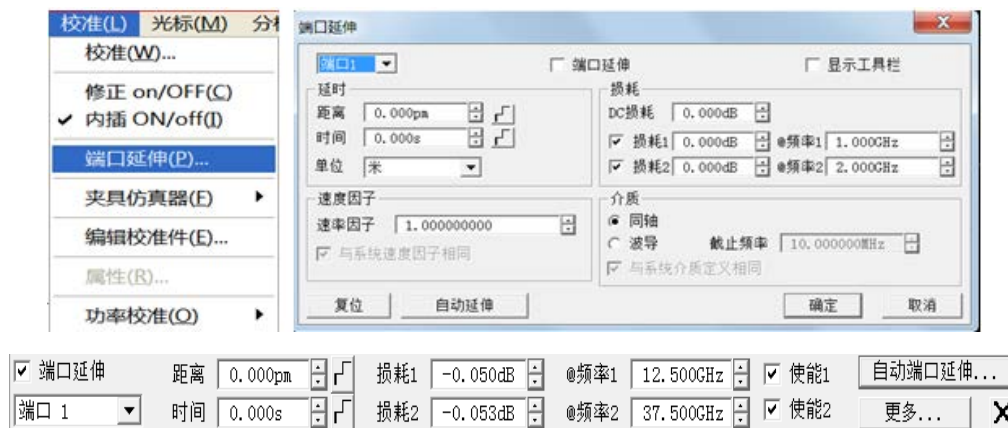 校准(L) 光标(M) 分析
校准(W)...
修正 on/OFF(C)
内插 ON/off(I)
端口延伸(P)...
夹具仿真器(F)
编辑校准件(E)...
属性(R)...
功率校准(O)
端口延伸
端口1 端口延伸 显示工具栏
延时
距离 0.000pm
时间 0.000s
单位 米
损耗
DC损耗 0.000dB
损耗1 0.000dB @频率1 1.000GHz
损耗2 0.000dB @频率2 2.000GHz
速度因子
速率因子 1.000000000
与系统速度因子相同
介质
同轴
波导 截止频率 10.000000MHz
与系统介质定义相同
复位 自动延伸 确定 取消
端口延伸 距离 0.000pm 损耗1 -0.050dB @频率1 12.500GHz 使能1 自动端口延伸...
端口 1 时间 0.000s 损耗2 -0.053dB @频率2 37.500GHz 使能2 更多...